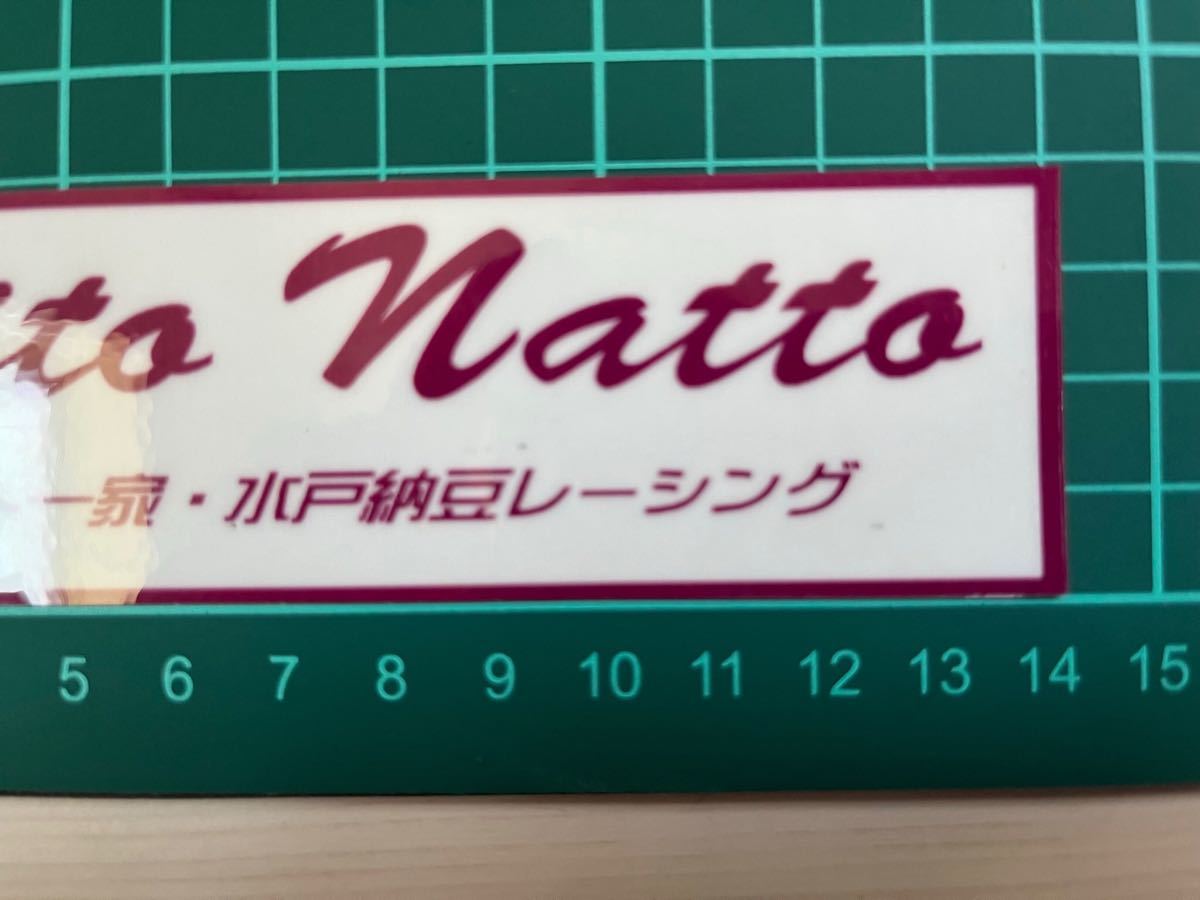 tto Natto
一家・水戸納豆レーシング
5 6 7 8 9 10 11 12 13 14 15